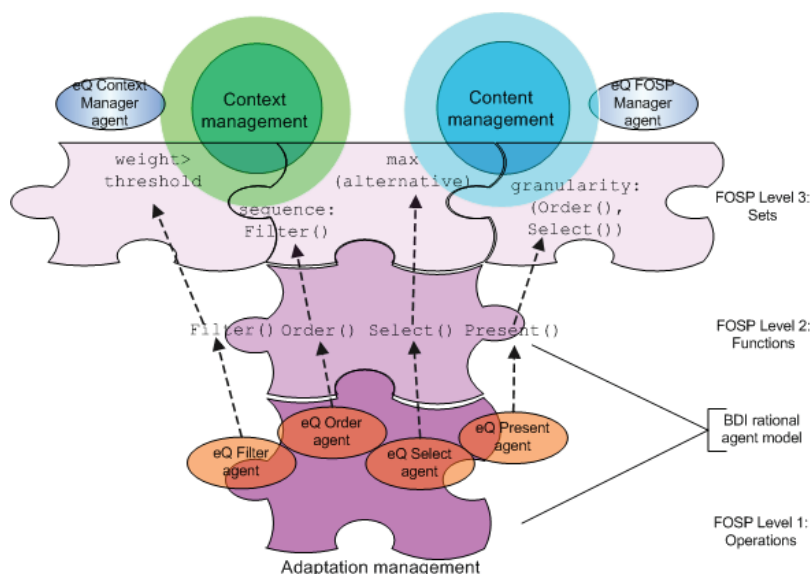 eQ Context
Manager
agent
Context
management
Content
management
eQ FOSP
Manager
agent
weight>
threshold
max
(alternative)
sequence:
Filter()
granularity:
(Order(),
Select())
FOSP Level 3:
Sets
Filter()
Order()
Select()
Present()
FOSP Level 2:
Functions
eQ Order
agent
eQ Present
agent
eQ Filter
agent
eQ Select
agent
BDI rational
agent model
FOSP Level 1:
Operations
Adaptation management